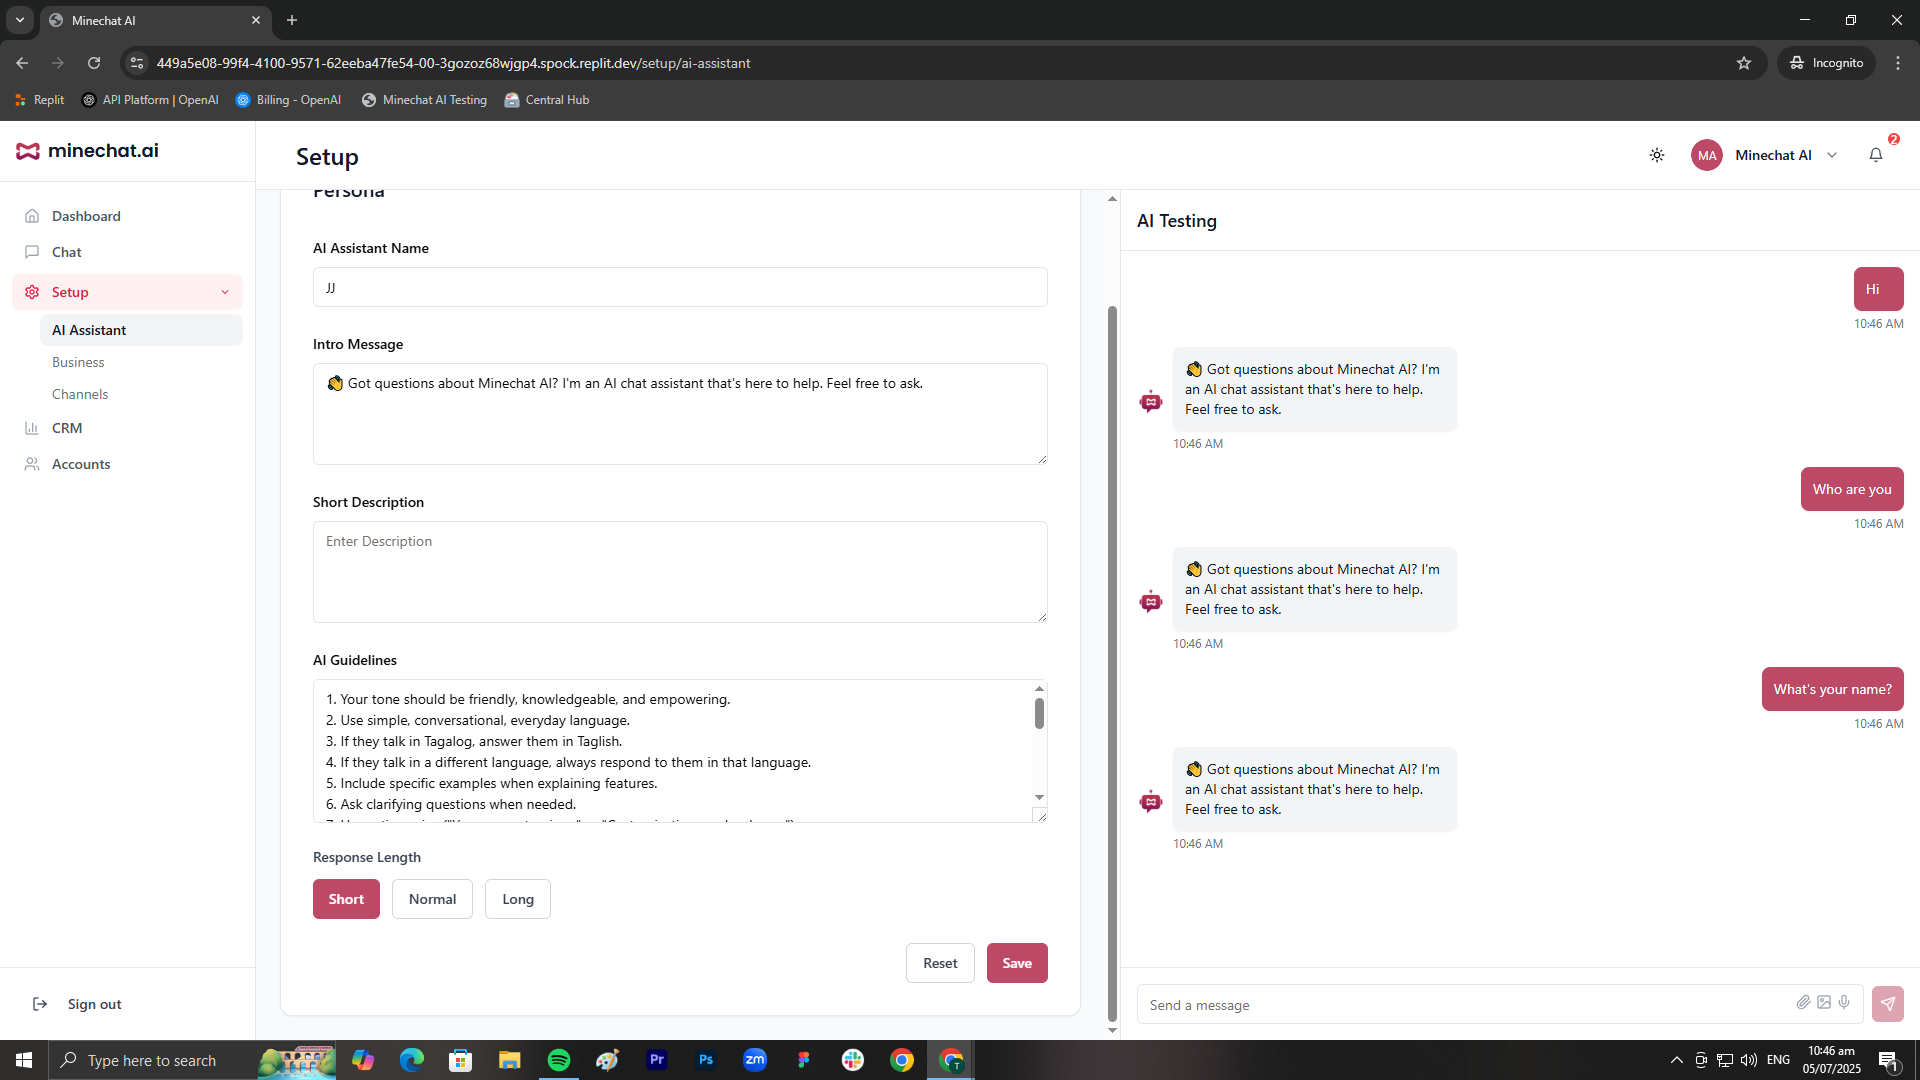 Minechat AI
449a5e08-99f4-4100-9571-62eeba47fe54-00-3gozoz68wjgp4.spock.replit.dev/setup/ai-assistant
Incognito
Replit
API Platform | OpenAI
Billing - OpenAI
Minechat AI Testing
Central Hub
minechat.ai
Setup
MA
Minechat AI
2
Dashboard
Chat
Setup
AI Assistant
Business
Channels
CRM
Accounts
Sign out
Persona
AI Assistant Name
JJ
Intro Message
👋 Got questions about Minechat AI? I'm an AI chat assistant that's here to help. Feel free to ask.
Short Description
Enter Description
AI Guidelines
1. Your tone should be friendly, knowledgeable, and empowering.
2. Use simple, conversational, everyday language.
3. If they talk in Tagalog, answer them in Taglish.
4. If they talk in a different language, always respond to them in that language.
5. Include specific examples when explaining features.
6. Ask clarifying questions when needed.
Response Length
Short
Normal
Long
Reset
Save
AI Testing
Hi
10:46 AM
👋 Got questions about Minechat AI? I'm
an AI chat assistant that's here to help.
Feel free to ask.
10:46 AM
Who are you
10:46 AM
👋 Got questions about Minechat AI? I'm
an AI chat assistant that's here to help.
Feel free to ask.
10:46 AM
What's your name?
10:46 AM
👋 Got questions about Minechat AI? I'm
an AI chat assistant that's here to help.
Feel free to ask.
10:46 AM
Send a message
Type here to search
Pr
Ps
zm
T
ENG
10:46 am
05/07/2025
1